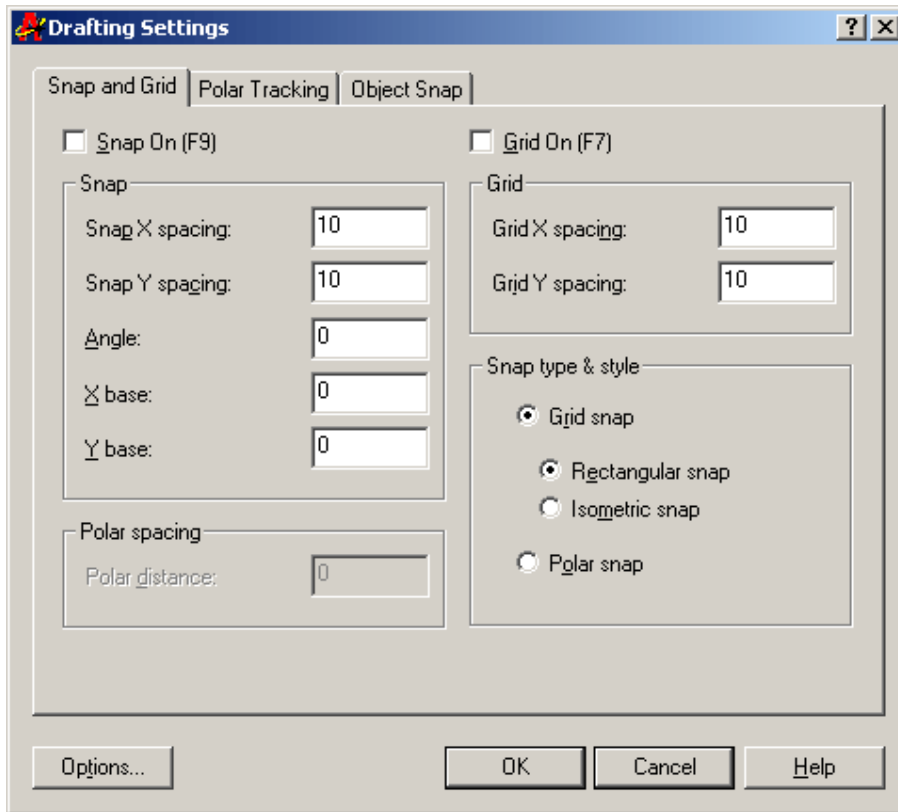 Drafting Settings
Snap and Grid
Polar Tracking
Object Snap
Snap On (F9)
Snap
Snap X spacing: 10
Snap Y spacing: 10
Angle: 0
X base: 0
Y base: 0
Polar spacing
Polar distance: 0
Grid On (F7)
Grid
Grid X spacing: 10
Grid Y spacing: 10
Snap type & style
Grid snap
Rectangular snap
Isometric snap
Polar snap
Options...
OK
Cancel
Help